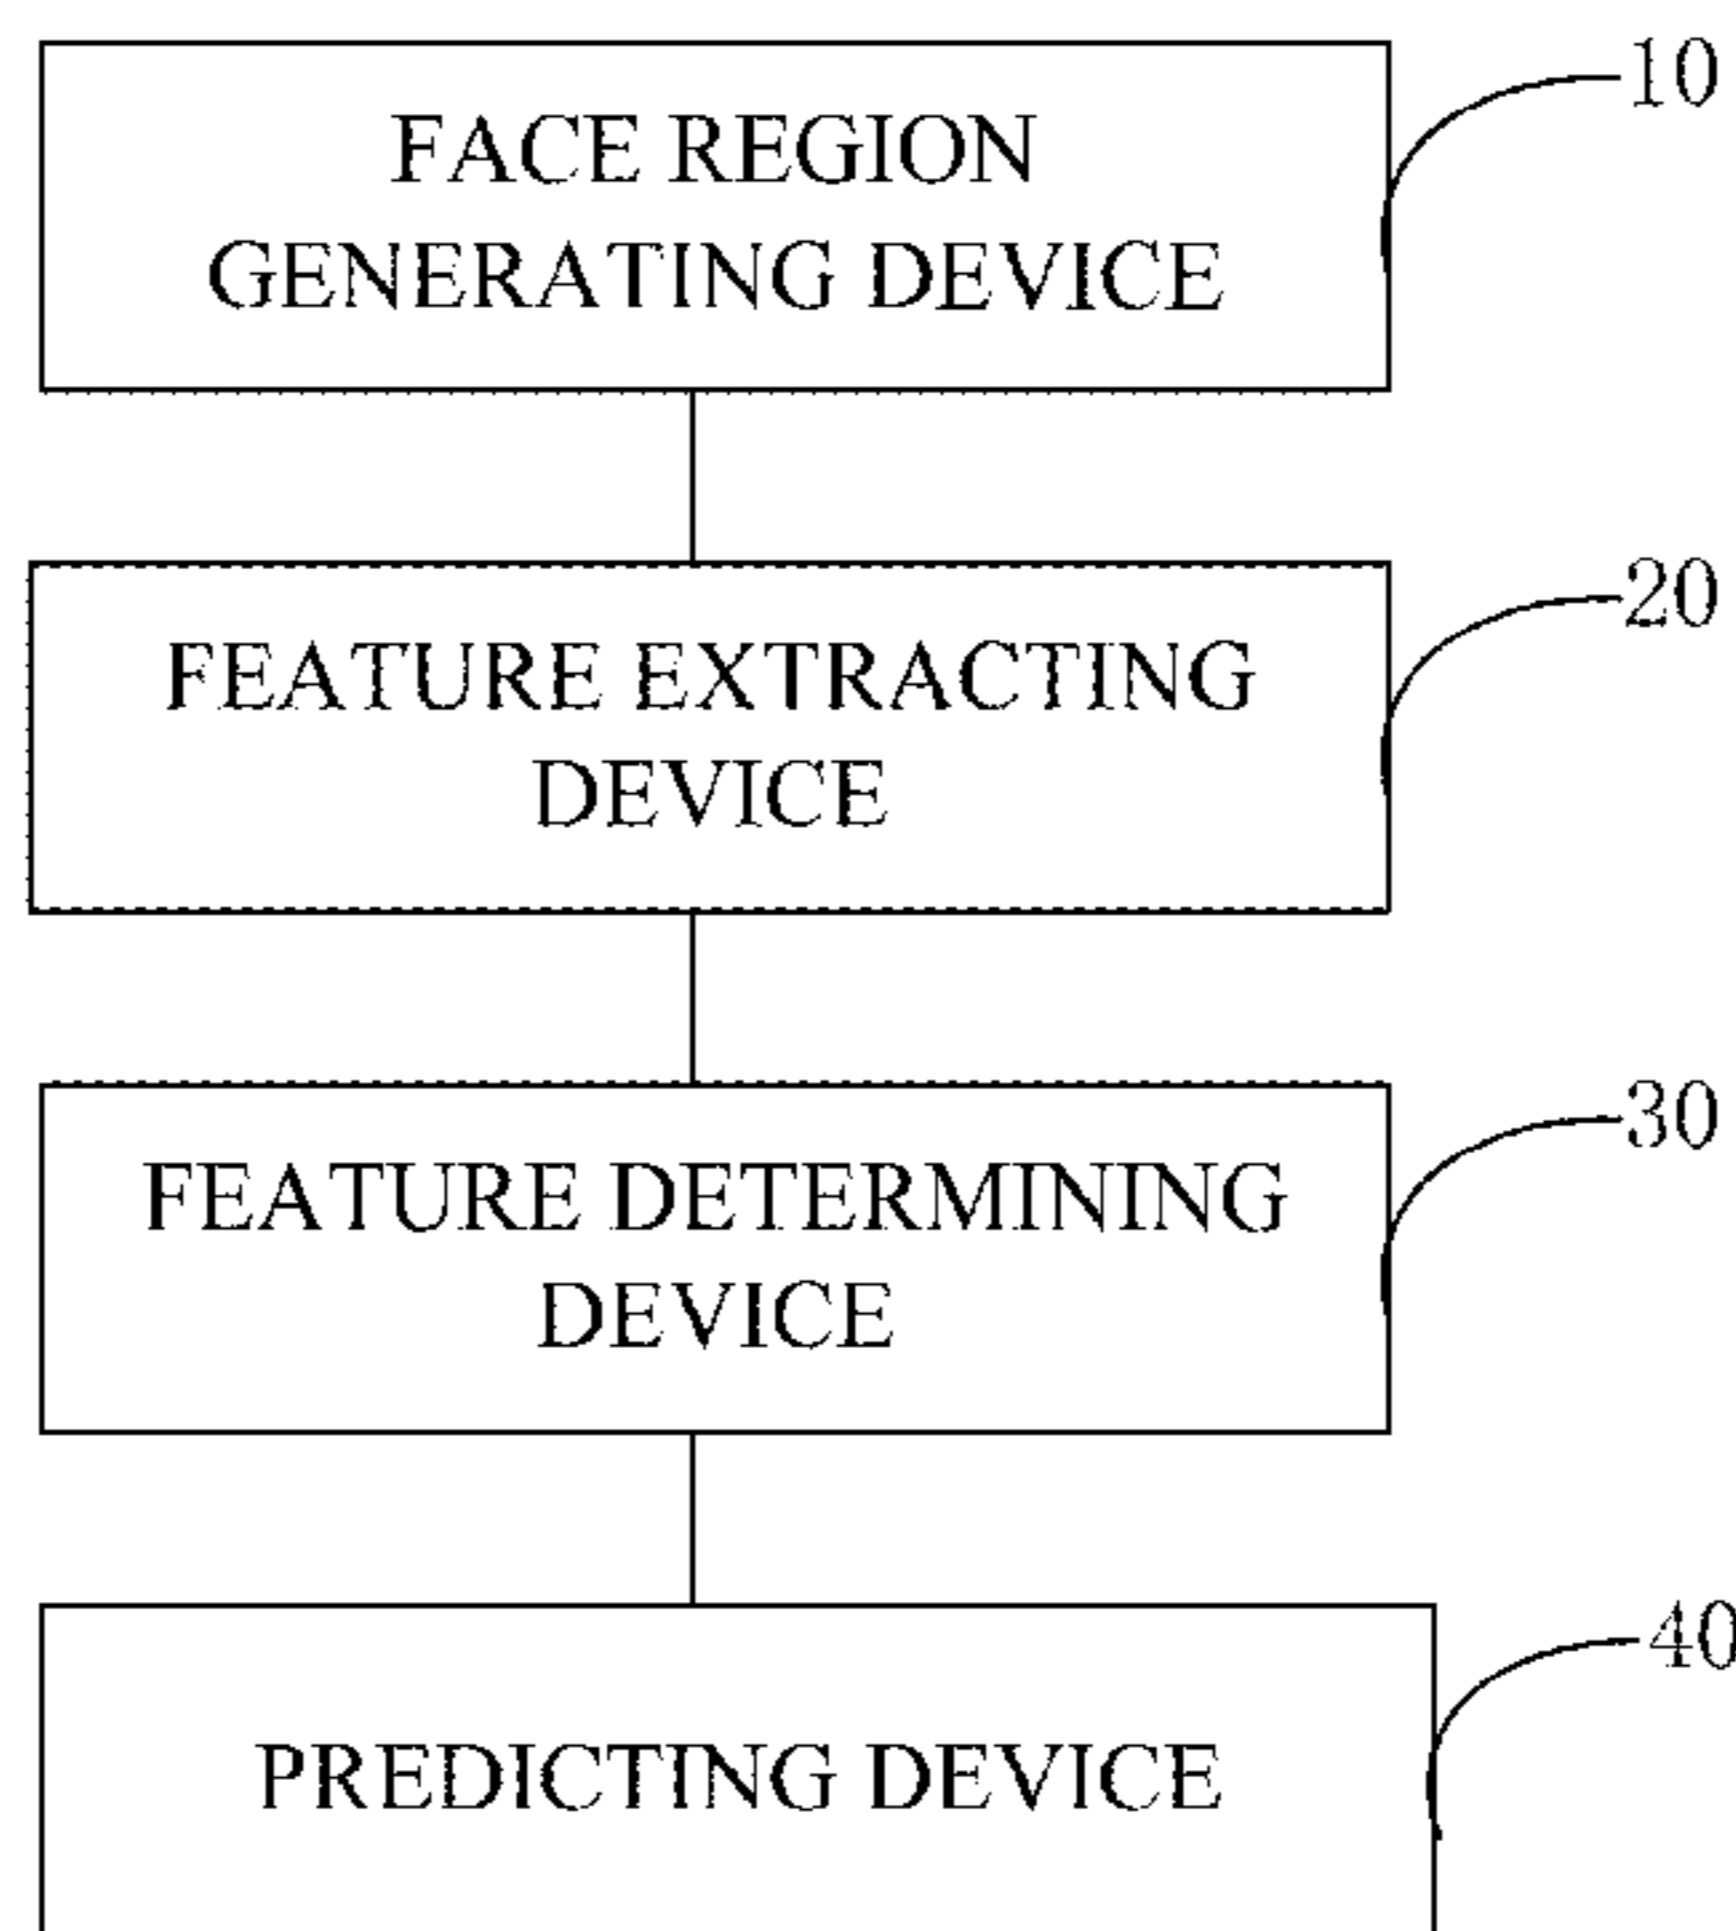 FACE REGION
GENERATING DEVICE
10
FEATURE EXTRACTING
DEVICE
20
FEATURE DETERMINING
DEVICE
30
PREDICTING DEVICE
40